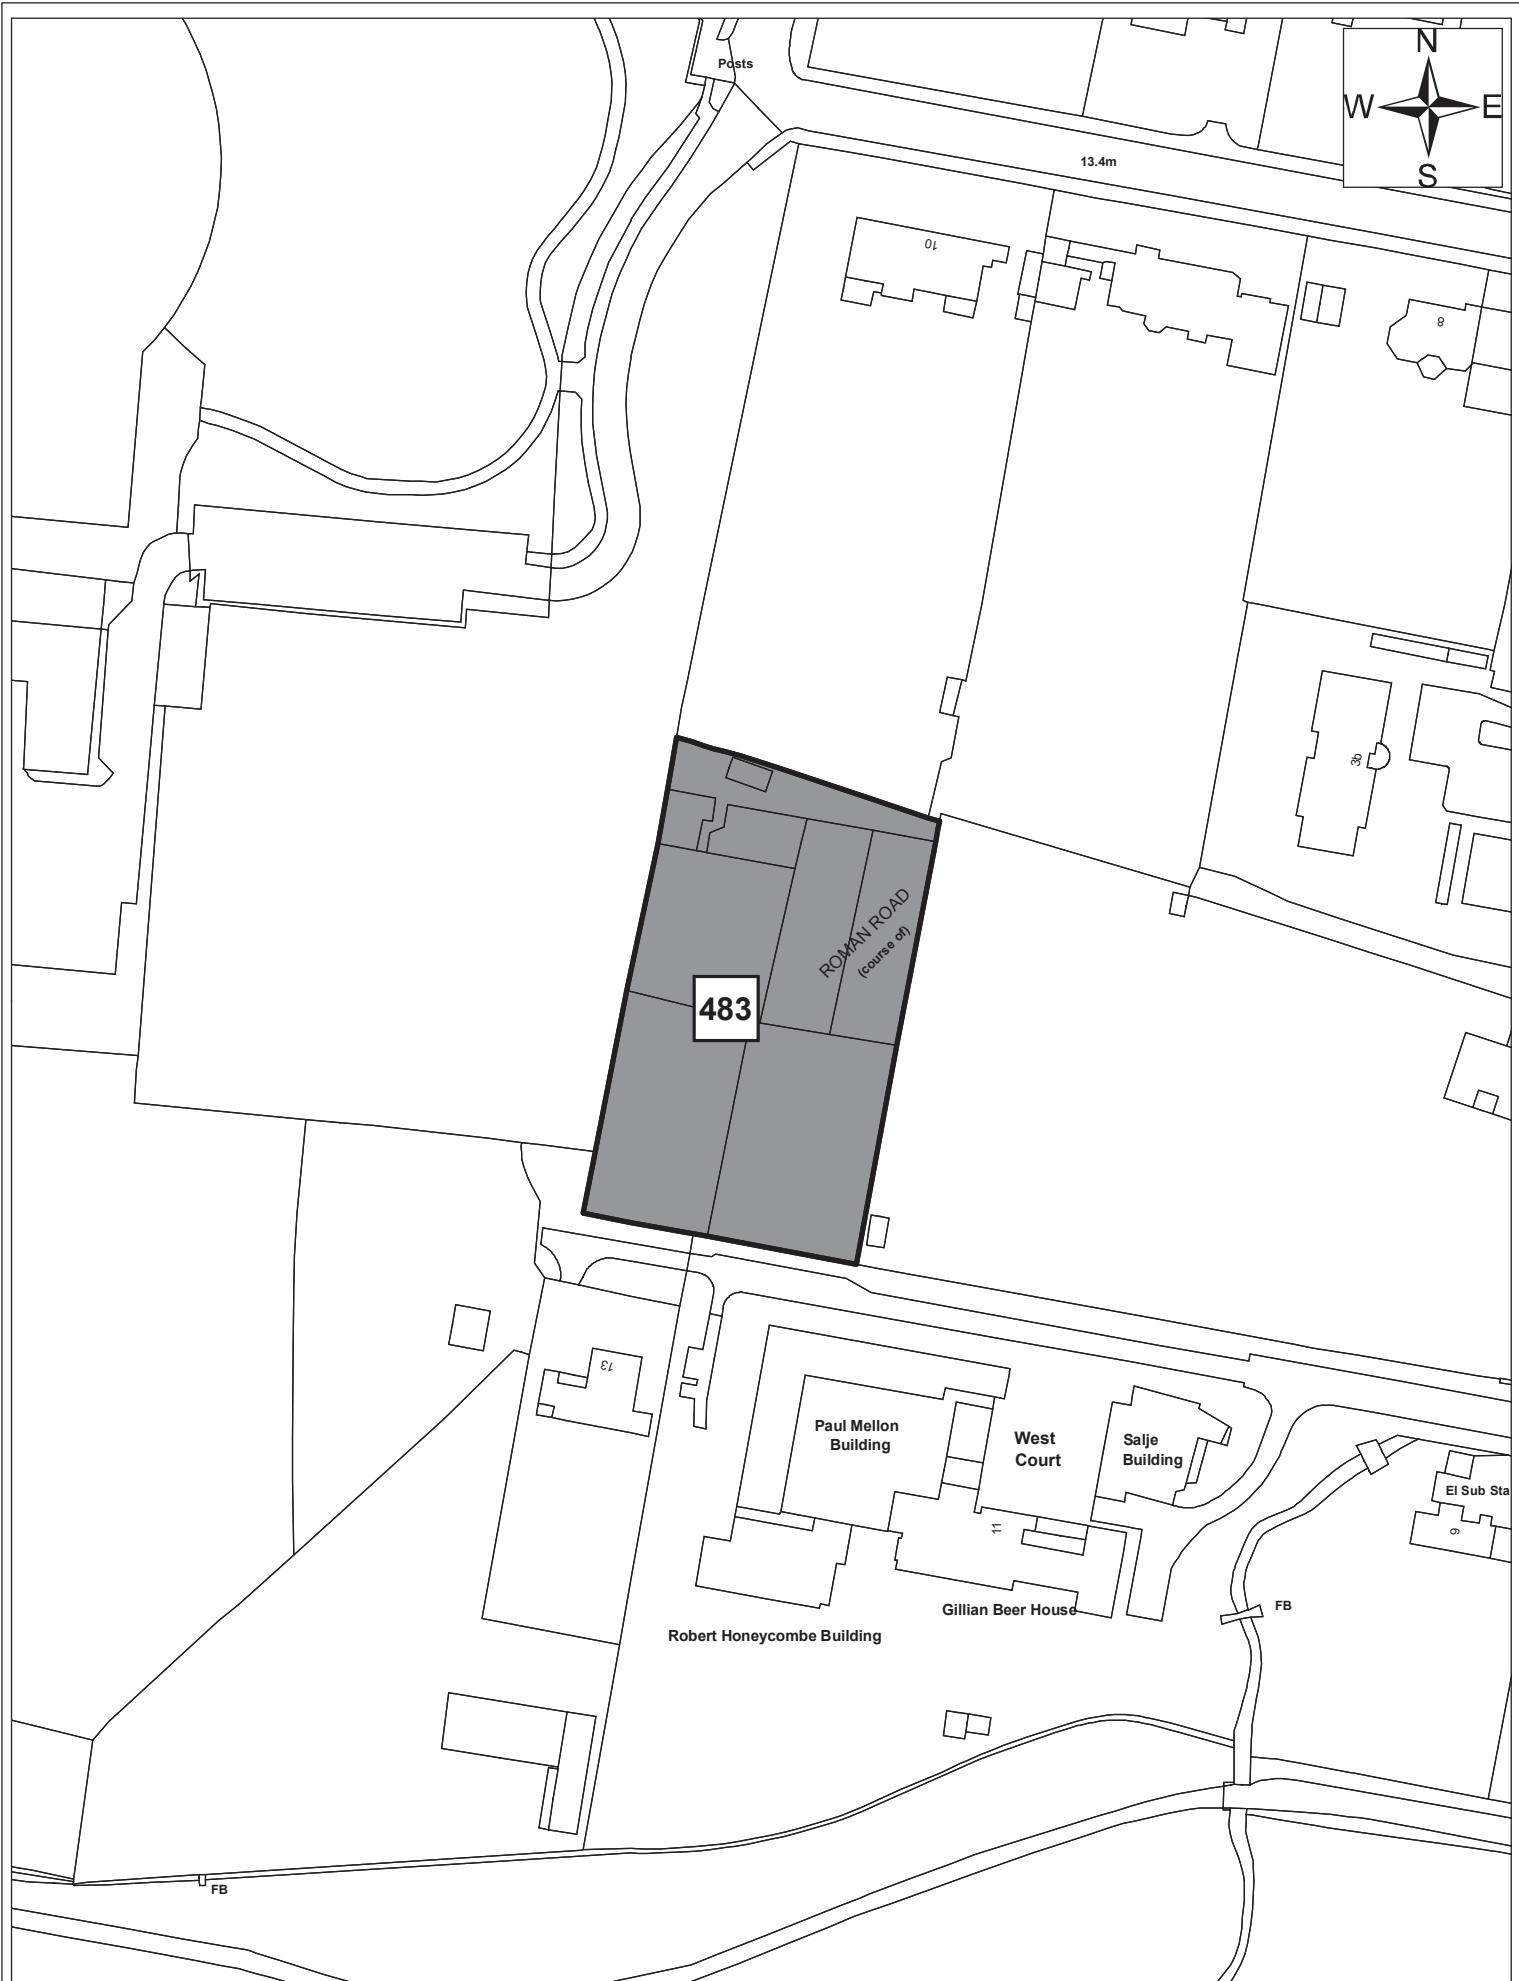 N
Posts
W E
13.4m
S
10
8
3b
ROMAN ROAD
(course of)
483
13
Paul Mellon
Building
West
Court
Salje
Building
El Sub Sta
11
9
Gillian Beer House
FB
Robert Honeycombe Building
FB